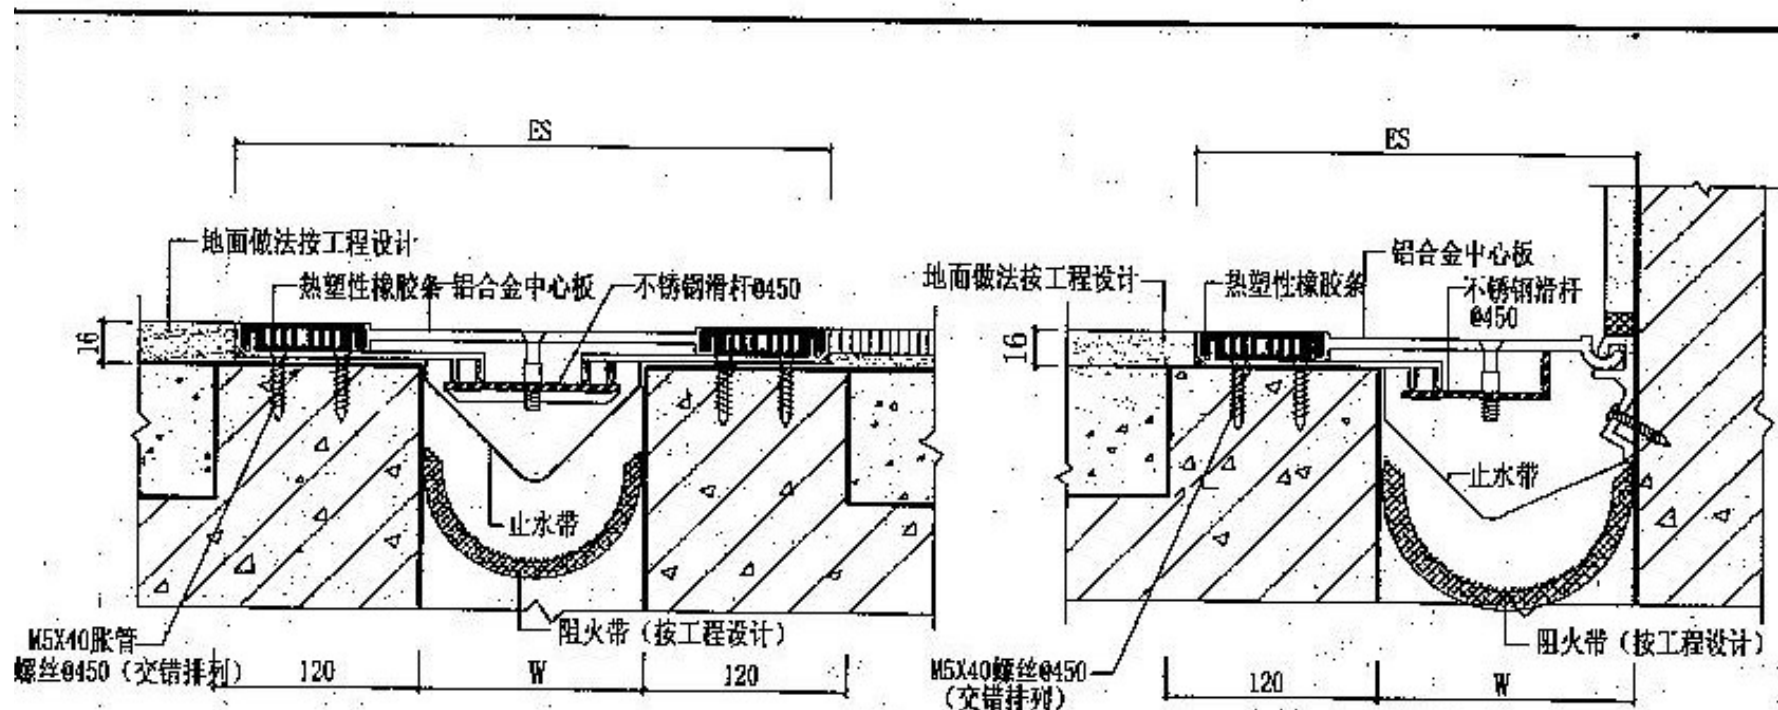 ES
地面做法按工程设计
热塑性橡胶条
铝合金中心板
不锈钢滑杆@450
16
止水带
阻火带（按工程设计）
M5X40胀管
螺丝@450（交错排列）
120
W
120
ES
地面做法按工程设计
热塑性橡胶条
铝合金中心板
不锈钢滑杆
@450
16
止水带
阻火带（按工程设计）
M5X40螺丝@450
（交错排列）
120
W